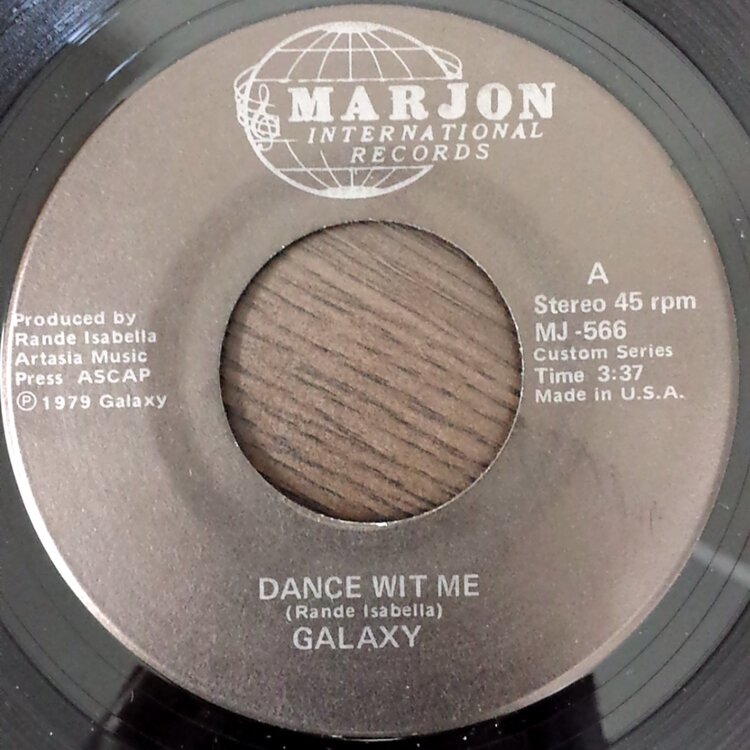 MARJON
INTERNATIONAL
RECORDS
A
Stereo 45 rpm
MJ -566
Custom Series
Time 3:37
Made in U.S.A.
Produced by
Rande Isabella
Artasia Music
Press ASCAP
Ⓟ 1979 Galaxy
DANCE WIT ME
(Rande Isabella)
GALAXY